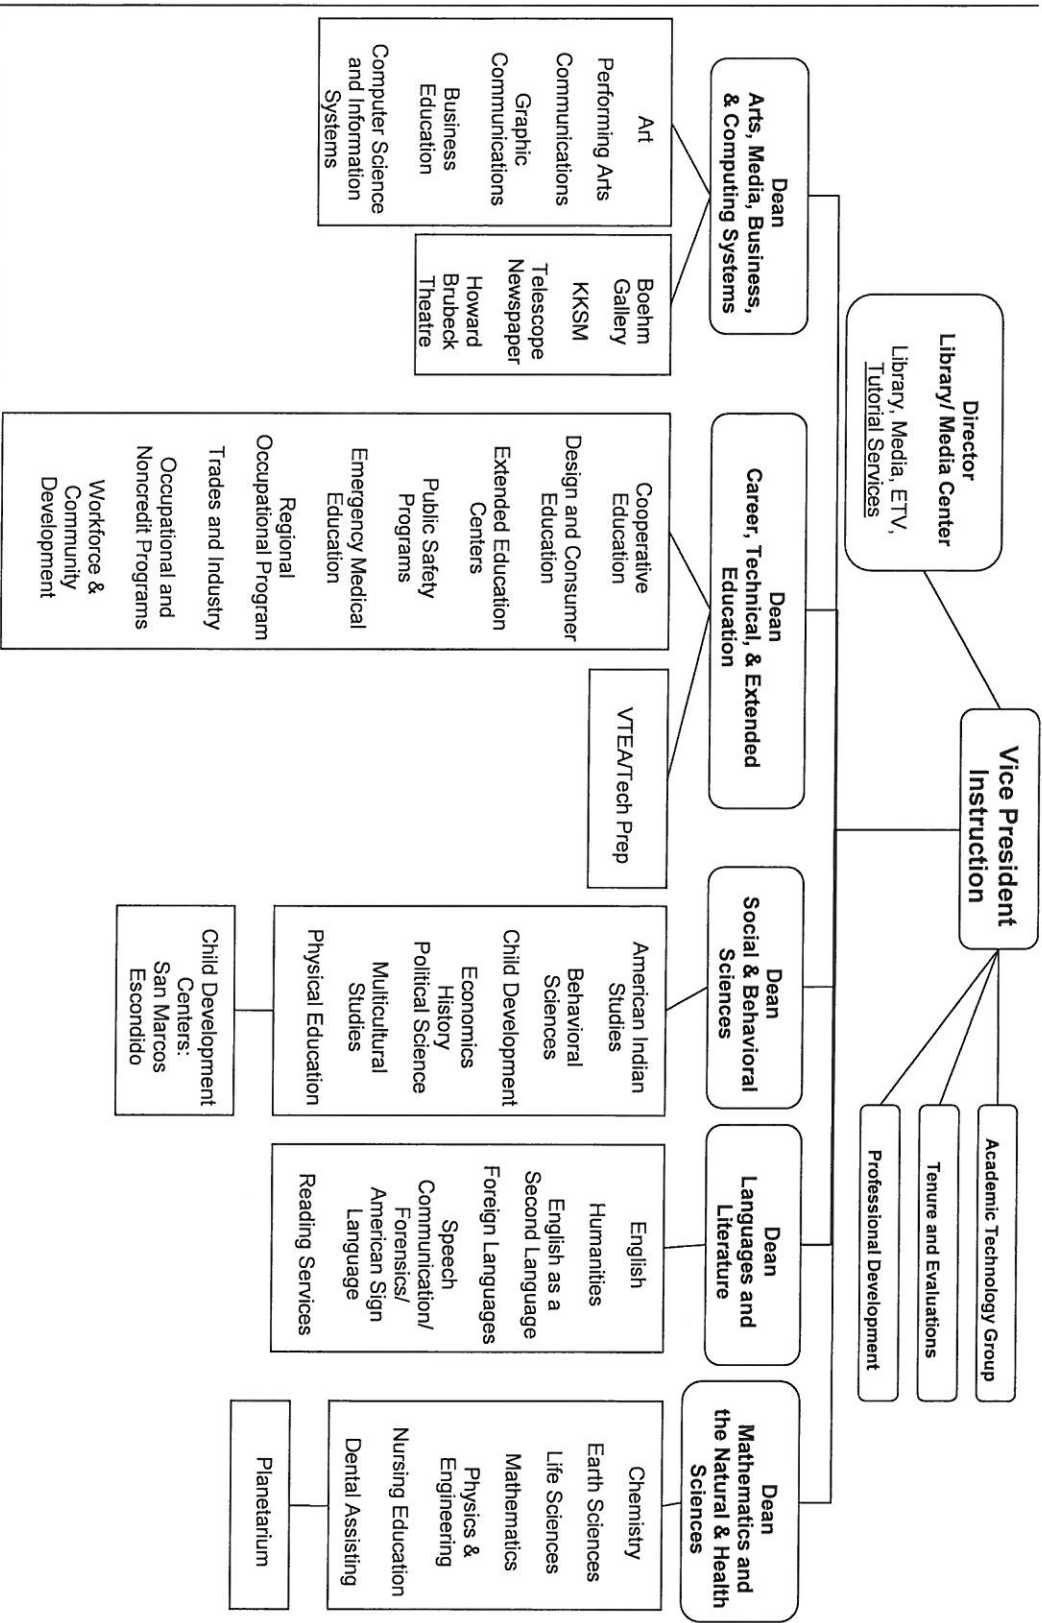 Vice President
Instruction
Director
Library/ Media Center
Library, Media, ETV,
Tutorial Services
Academic Technology Group
Tenure and Evaluations
Professional Development
Dean
Arts, Media, Business,
& Computing Systems
Art
Performing Arts
Communications
Graphic
Communications
Business
Education
Computer Science
and Information
Systems
Boehm
Gallery
KKSM
Telescope
Newspaper
Howard
Brubeck
Theatre
Dean
Career, Technical, & Extended
Education
Cooperative
Education
Design and Consumer
Education
Extended Education
Centers
Public Safety
Programs
Emergency Medical
Education
Regional
Occupational Program
Trades and Industry
Occupational and
Noncredit Programs
Workforce &
Community
Development
VTEA/Tech Prep
Dean
Social & Behavioral
Sciences
American Indian
Studies
Behavioral
Sciences
Child Development
Economics
History
Political Science
Multicultural
Studies
Physical Education
Child Development
Centers:
San Marcos
Escondido
Dean
Languages and
Literature
English
Humanities
English as a
Second Language
Foreign Languages
Speech
Communication/
Forensics/
American Sign
Language
Reading Services
Dean
Mathematics and
the Natural & Health
Sciences
Chemistry
Earth Sciences
Life Sciences
Mathematics
Physics &
Engineering
Nursing Education
Dental Assisting
Planetarium